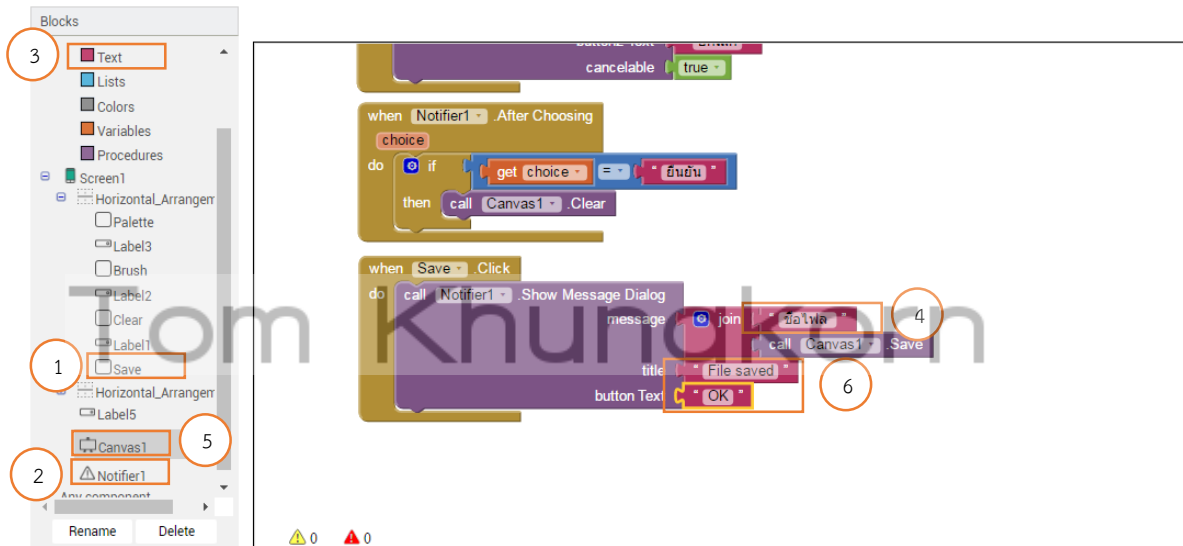 Blocks
3
Text
Lists
Colors
Variables
Procedures
Screen1
Horizontal_Arrangem
Palette
Label3
Brush
Label2
Clear
Label1
1
Save
Horizontal_Arrangem
Label5
5
Canvas1
2
Notifier1
Any component
Rename Delete
cancelable true
when Notifier1 .After Choosing
choice
do if get choice = " ยืนยัน "
then call Canvas1 .Clear
when Save .Click
do call Notifier1 .Show Message Dialog
message join " ชื่อไฟล " 4
call Canvas1 .Save
title " File saved "
6
button Text " OK "
Tom Khungkorn
0 0